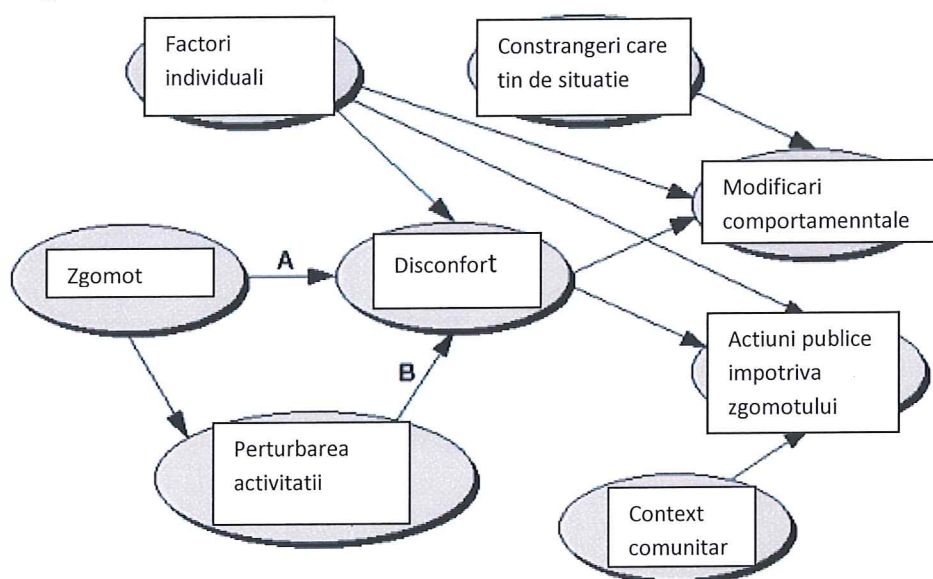 Factori
individuali
Constrangeri care
tin de situatie
Modificari
comportamenntale
Zgomot
A
Disconfort
B
Actiuni publice
impotriva
zgomotului
Perturbarea
activitatii
Context
comunitar